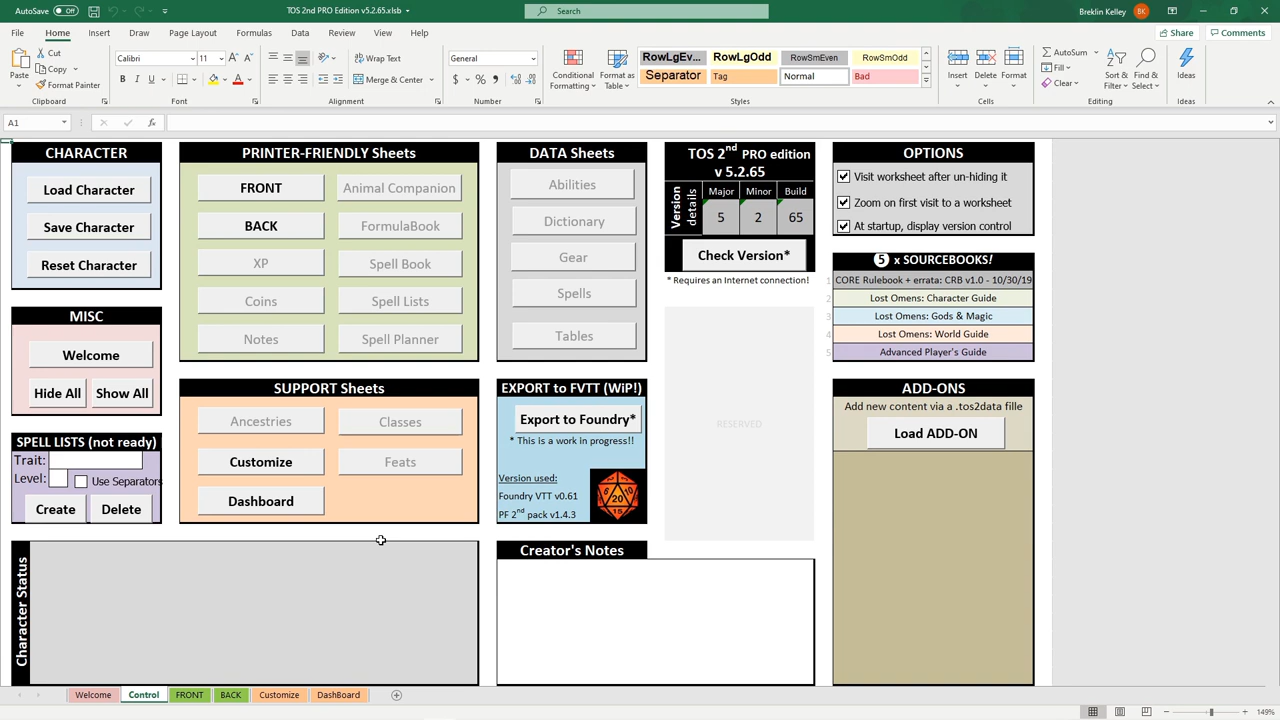 AutoSave Off
TOS 2nd PRO Edition v5.2.65.xlsb
Search
Breklin Kelley
BK
File
Home
Insert
Draw
Page Layout
Formulas
Data
Review
View
Help
Share
Comments
Paste
Cut
Copy
Format Painter
Clipboard
Calibri
11
B I U
Font
Wrap Text
Merge & Center
Alignment
General
$ % ,
Number
Conditional Formatting
Format as Table
RowLgEv...
RowLgOdd
RowSmEven
RowSmOdd
Separator
Tag
Normal
Bad
Styles
Insert
Delete
Format
Cells
AutoSum
Fill
Clear
Sort & Filter
Find & Select
Editing
Ideas
Ideas
A1
fx
CHARACTER
Load Character
Save Character
Reset Character
MISC
Welcome
Hide All
Show All
SPELL LISTS (not ready)
Trait:
Level:
Use Separators
Create
Delete
PRINTER-FRIENDLY Sheets
FRONT
Animal Companion
BACK
FormulaBook
XP
Spell Book
Coins
Spell Lists
Notes
Spell Planner
SUPPORT Sheets
Ancestries
Classes
Customize
Feats
Dashboard
DATA Sheets
Abilities
Dictionary
Gear
Spells
Tables
EXPORT to FVTT (WiP!)
Export to Foundry*
* This is a work in progress!!
Version used:
Foundry VTT v0.61
PF 2nd pack v1.4.3
20
TOS 2nd PRO edition
v 5.2.65
Version details
Major
Minor
Build
5
2
65
Check Version*
* Requires an Internet connection!
RESERVED
OPTIONS
Visit worksheet after un-hiding it
Zoom on first visit to a worksheet
At startup, display version control
5 x SOURCEBOOKS!
1 CORE Rulebook + errata: CRB v1.0 - 10/30/19
2 Lost Omens: Character Guide
3 Lost Omens: Gods & Magic
4 Lost Omens: World Guide
5 Advanced Player's Guide
ADD-ONS
Add new content via a .tos2data fille
Load ADD-ON
Character Status
Creator's Notes
Welcome
Control
FRONT
BACK
Customize
DashBoard
149%